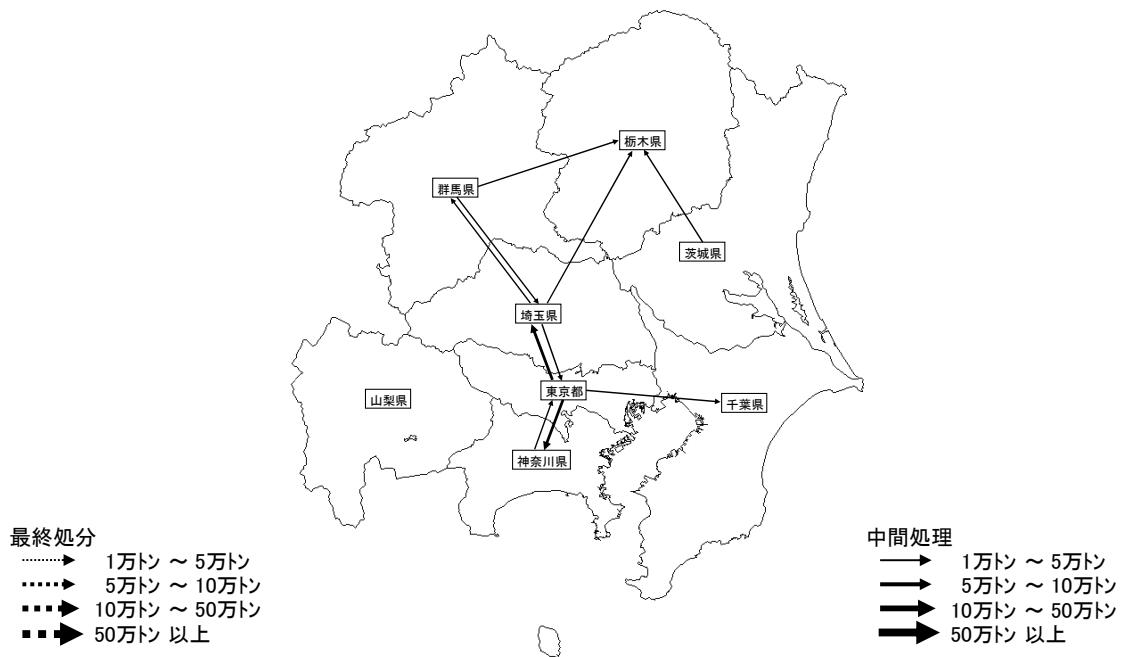 栃木県
群馬県
茨城県
埼玉県
東京都
山梨県
千葉県
神奈川県
最終処分
1万トン ～ 5万トン
5万トン ～ 10万トン
10万トン ～ 50万トン
50万トン 以上
中間処理
1万トン ～ 5万トン
5万トン ～ 10万トン
10万トン ～ 50万トン
50万トン 以上